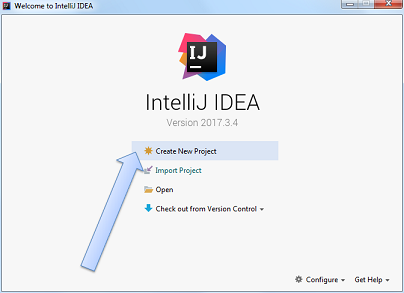 Welcome to IntelliJ IDEA
IJ
IntelliJ IDEA
Version 2017.3.4
Create New Project
Import Project
Open
Check out from Version Control
Configure Get Help